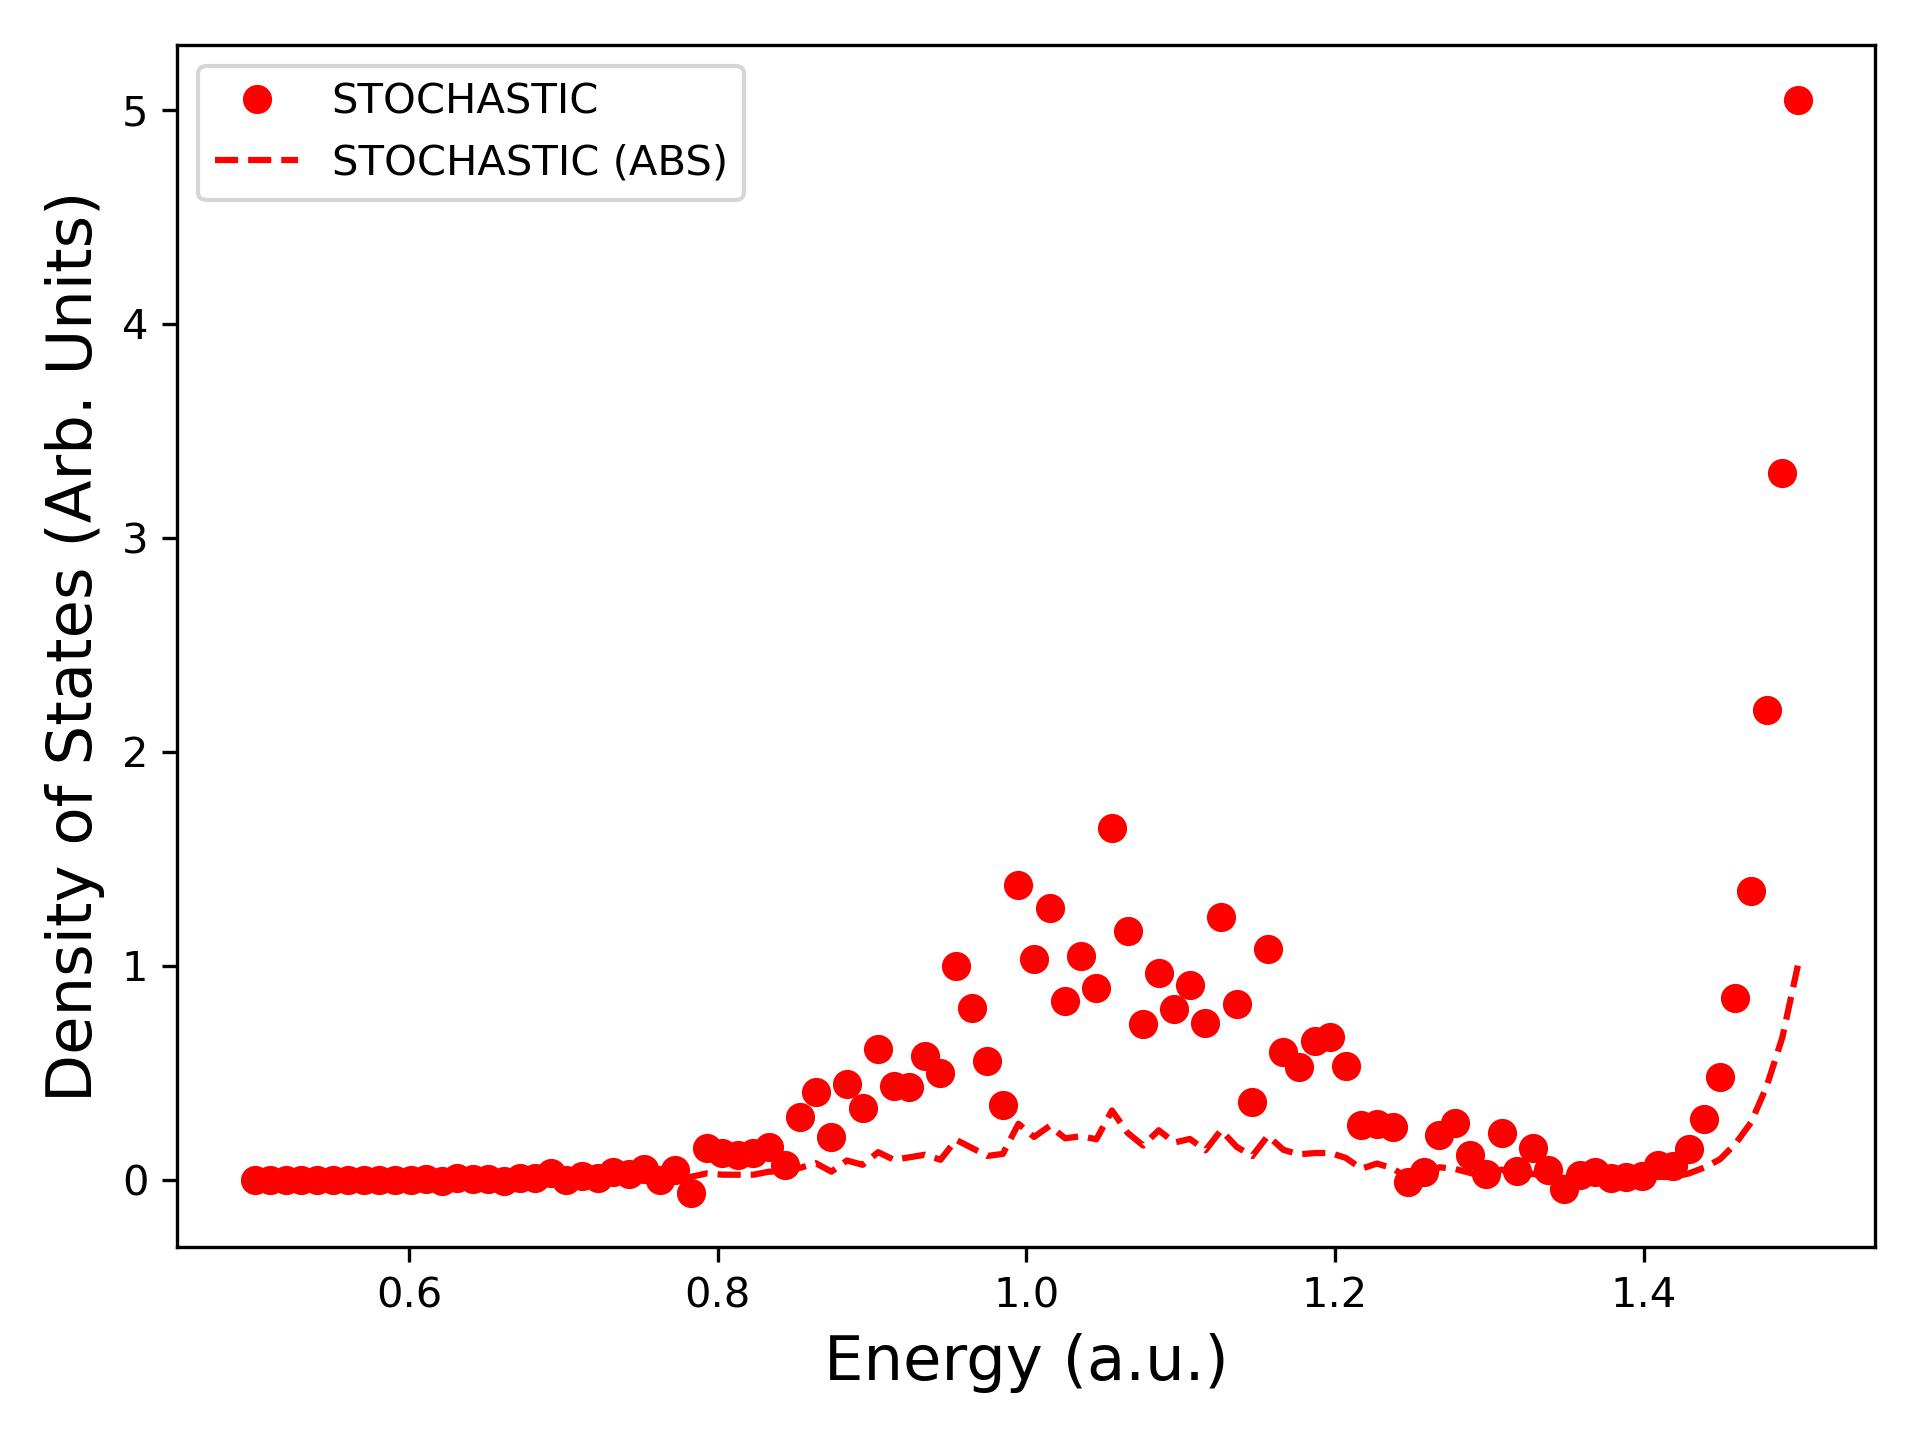 STOCHASTIC
STOCHASTIC (ABS)
Density of States (Arb. Units)
5
4
3
2
1
0
0.6 0.8 1.0 1.2 1.4
Energy (a.u.)